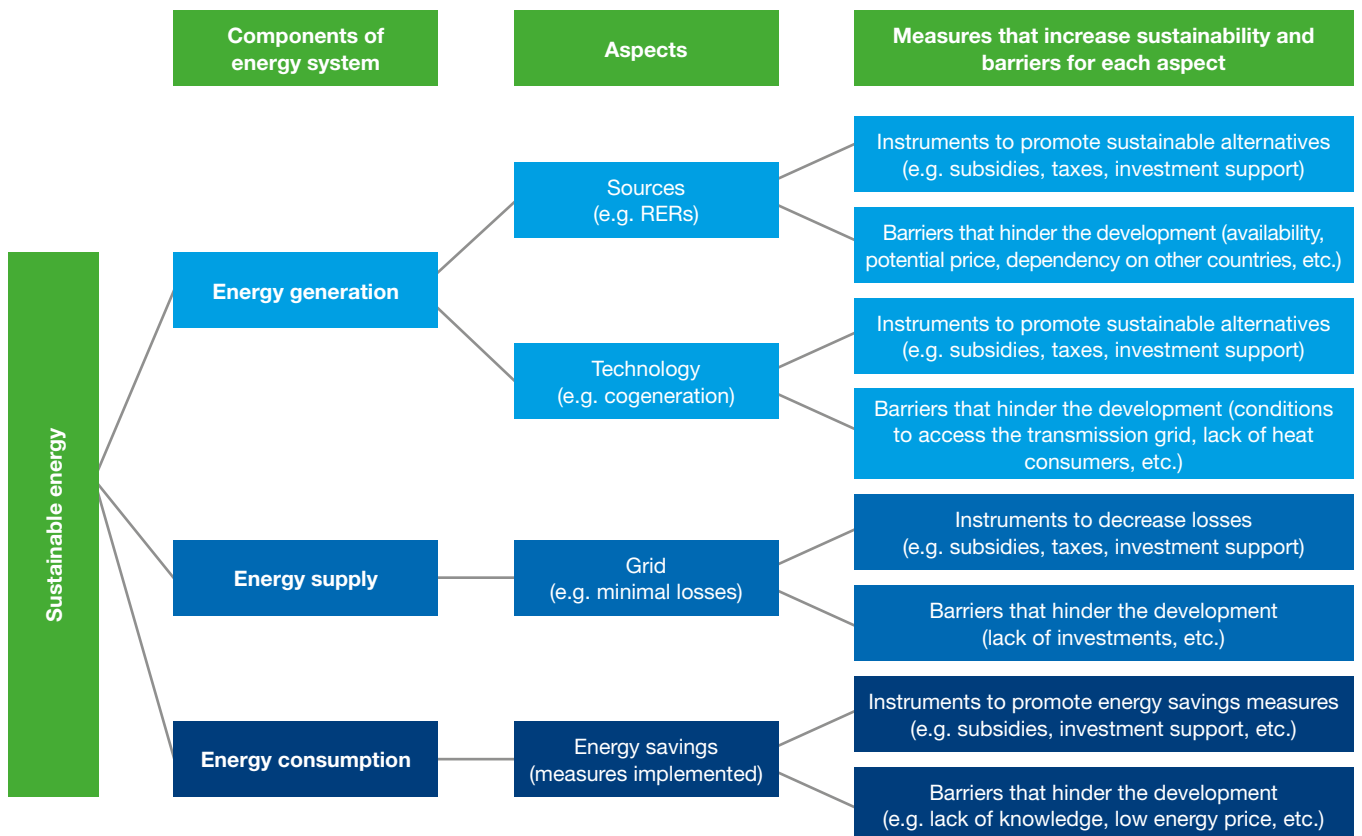 Components of
energy system
Aspects
Measures that increase sustainability and
barriers for each aspect
Sustainable energy
Energy generation
Sources
(e.g. RERs)
Instruments to promote sustainable alternatives
(e.g. subsidies, taxes, investment support)
Barriers that hinder the development (availability,
potential price, dependency on other countries, etc.)
Technology
(e.g. cogeneration)
Instruments to promote sustainable alternatives
(e.g. subsidies, taxes, investment support)
Barriers that hinder the development (conditions
to access the transmission grid, lack of heat
consumers, etc.)
Energy supply
Grid
(e.g. minimal losses)
Instruments to decrease losses
(e.g. subsidies, taxes, investment support)
Barriers that hinder the development
(lack of investments, etc.)
Energy consumption
Energy savings
(measures implemented)
Instruments to promote energy savings measures
(e.g. subsidies, investment support, etc.)
Barriers that hinder the development
(e.g. lack of knowledge, low energy price, etc.)